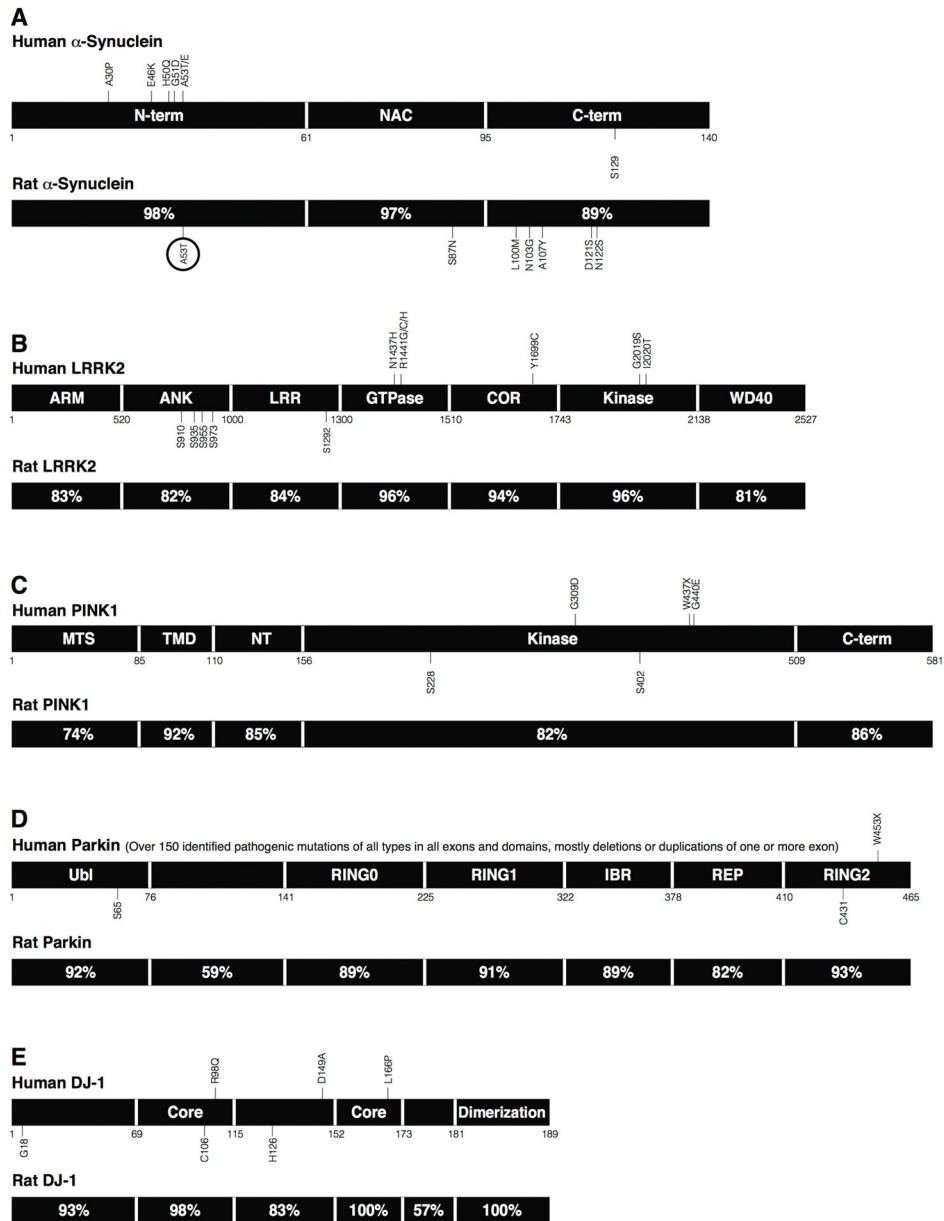 A
Human α-Synuclein
A30P
E46K
H50Q
G51D
A53T/E
N-term NAC C-term
1 61 95 140
S129
Rat α-Synuclein
98% 97% 89%
A53T
S87N
L100M
N103G
A107Y
D121S
N122S
B
Human LRRK2
N1437H
R1441G/C/H
Y1699C
G2019S
I2020T
ARM ANK LRR GTPase COR Kinase WD40
1 520 1000 1300 1510 1743 2138 2527
S910
S935
S955
S973
S1292
Rat LRRK2
83% 82% 84% 96% 94% 96% 81%
C
Human PINK1
G309D
W437X
G440E
MTS TMD NT Kinase C-term
1 85 110 156 509 581
S228
S402
Rat PINK1
74% 92% 85% 82% 86%
D
Human Parkin (Over 150 identified pathogenic mutations of all types in all exons and domains, mostly deletions or duplications of one or more exon)
W453X
Ubl RING0 RING1 IBR REP RING2
1 76 141 225 322 378 410 465
S65
C431
Rat Parkin
92% 59% 89% 91% 89% 82% 93%
E
Human DJ-1
R98Q
D149A
L166P
Core Core Dimerization
1 69 115 152 173 181 189
G18
C106
H126
Rat DJ-1
93% 98% 83% 100% 57% 100%